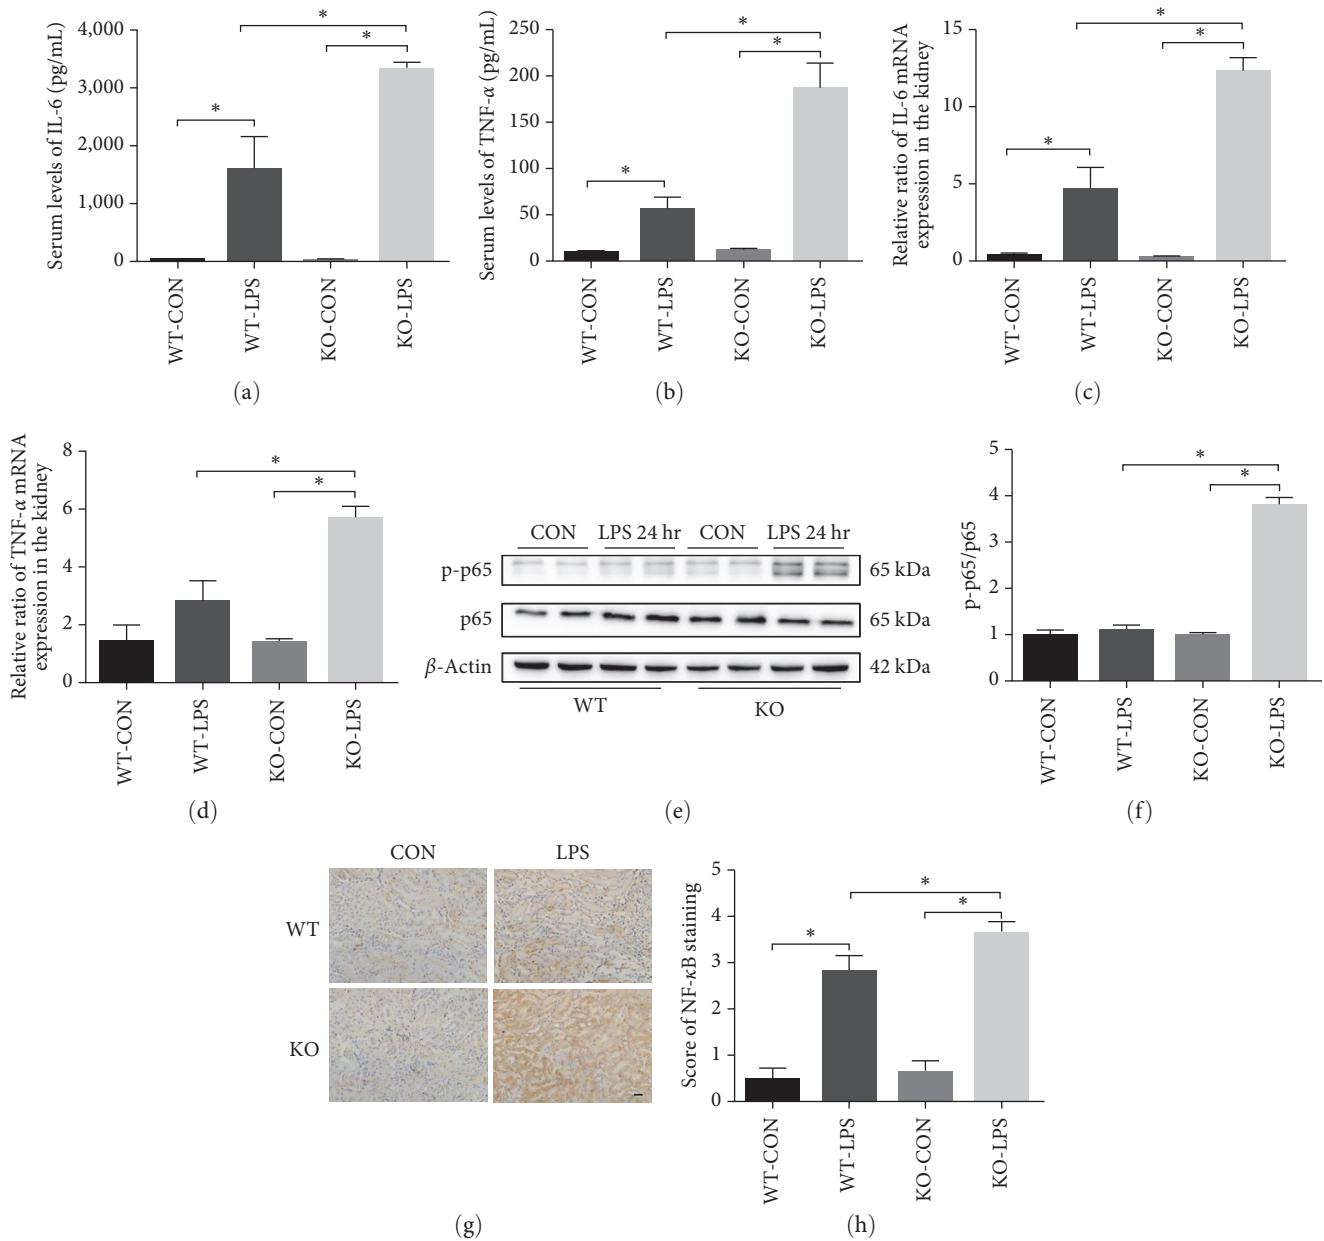 Serum levels of IL-6 (pg/mL)
4,000
3,000
2,000
1,000
0
*
*
*
WT-CON
WT-LPS
KO-CON
KO-LPS
(a)
Serum levels of TNF-α (pg/mL)
250
200
150
100
50
0
*
*
*
WT-CON
WT-LPS
KO-CON
KO-LPS
(b)
Relative ratio of IL-6 mRNA
expression in the kidney
15
10
5
0
*
*
*
WT-CON
WT-LPS
KO-CON
KO-LPS
(c)
Relative ratio of TNF-α mRNA
expression in the kidney
8
6
4
2
0
*
*
WT-CON
WT-LPS
KO-CON
KO-LPS
(d)
CON LPS 24 hr CON LPS 24 hr
p-p65 65 kDa
p65 65 kDa
β-Actin 42 kDa
WT KO
(e)
p-p65/p65
5
4
3
2
1
0
*
*
WT-CON
WT-LPS
KO-CON
KO-LPS
(f)
CON LPS
WT
KO
(g)
Score of NF-κB staining
5
4
3
2
1
0
*
*
*
WT-CON
WT-LPS
KO-CON
KO-LPS
(h)